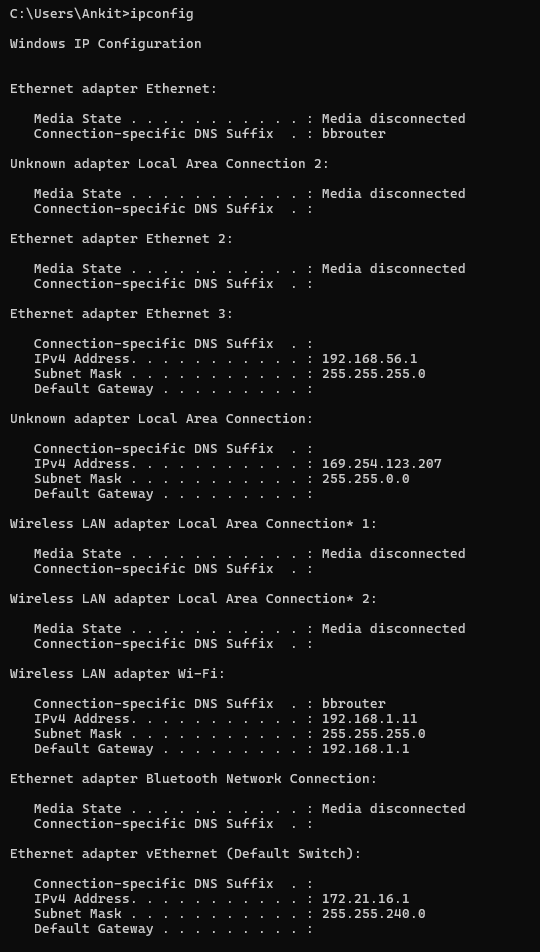 C:\Users\Ankit>ipconfig
Windows IP Configuration
Ethernet adapter Ethernet:
Media State . . . . . . . . . . . : Media disconnected
Connection-specific DNS Suffix  . : bbrouter
Unknown adapter Local Area Connection 2:
Media State . . . . . . . . . . . : Media disconnected
Connection-specific DNS Suffix  . :
Ethernet adapter Ethernet 2:
Media State . . . . . . . . . . . : Media disconnected
Connection-specific DNS Suffix  . :
Ethernet adapter Ethernet 3:
Connection-specific DNS Suffix  . :
IPv4 Address. . . . . . . . . . . : 192.168.56.1
Subnet Mask . . . . . . . . . . . : 255.255.255.0
Default Gateway . . . . . . . . . :
Unknown adapter Local Area Connection:
Connection-specific DNS Suffix  . :
IPv4 Address. . . . . . . . . . . : 169.254.123.207
Subnet Mask . . . . . . . . . . . : 255.255.0.0
Default Gateway . . . . . . . . . :
Wireless LAN adapter Local Area Connection* 1:
Media State . . . . . . . . . . . : Media disconnected
Connection-specific DNS Suffix  . :
Wireless LAN adapter Local Area Connection* 2:
Media State . . . . . . . . . . . : Media disconnected
Connection-specific DNS Suffix  . :
Wireless LAN adapter Wi-Fi:
Connection-specific DNS Suffix  . : bbrouter
IPv4 Address. . . . . . . . . . . : 192.168.1.11
Subnet Mask . . . . . . . . . . . : 255.255.255.0
Default Gateway . . . . . . . . . : 192.168.1.1
Ethernet adapter Bluetooth Network Connection:
Media State . . . . . . . . . . . : Media disconnected
Connection-specific DNS Suffix  . :
Ethernet adapter vEthernet (Default Switch):
Connection-specific DNS Suffix  . :
IPv4 Address. . . . . . . . . . . : 172.21.16.1
Subnet Mask . . . . . . . . . . . : 255.255.240.0
Default Gateway . . . . . . . . . :